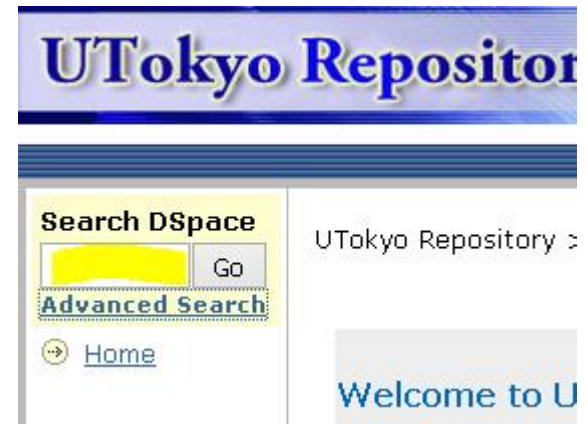 UTokyo Repositor
Search DSpace
Go
Advanced Search
Home
UTokyo Repository >
Welcome to U